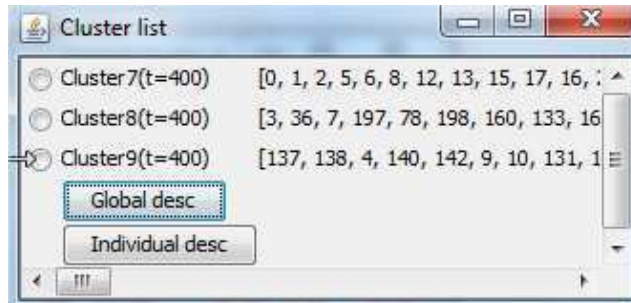 Cluster list
Cluster7(t=400) [0, 1, 2, 5, 6, 8, 12, 13, 15, 17, 16,
Cluster8(t=400) [3, 36, 7, 197, 78, 198, 160, 133, 16
Cluster9(t=400) [137, 138, 4, 140, 142, 9, 10, 131, 1
Global desc
Individual desc